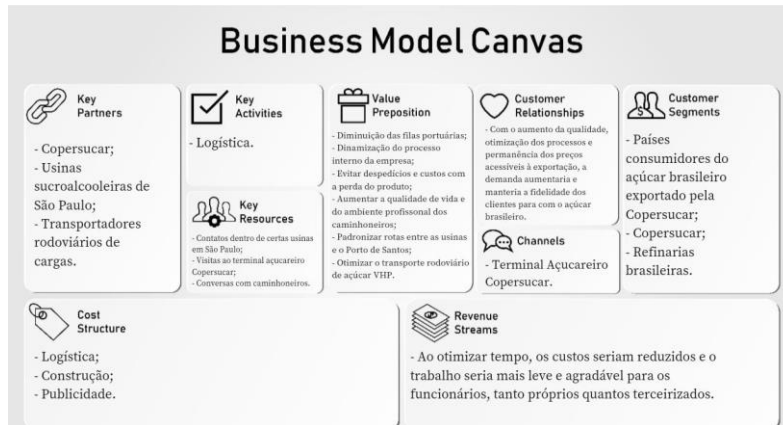 Business Model Canvas
Key
Partners
- Copersucar;
- Usinas
sucroalcooleiras de
São Paulo;
- Transportadores
rodoviários de
cargas.
Key
Activities
- Logística.
Key
Resources
- Contatos dentro de certas usinas
em São Paulo;
- Visitas ao terminal açucareiro
Copersucar;
- Conversas com caminhoneiros.
Value
Preposition
- Diminuição das filas portuárias;
- Dinamização do processo
interno da empresa;
- Evitar despedícios e custos com
a perda do produto;
- Aumentar a qualidade de vida e
do ambiente profissional dos
caminhoneiros;
- Padronizar rotas entre as usinas
e o Porto de Santos;
- Otimizar o transporte rodoviário
de açúcar VHP.
Customer
Relationships
- Com o aumento da qualidade,
otimização dos processos e
permanência dos preços
acessíveis à exportação, a
demanda aumentaria e
manteria a fidelidade dos
clientes para com o açúcar
brasileiro.
Channels
- Terminal Açucareiro
Copersucar.
Customer
Segments
- Países
consumidores do
açúcar brasileiro
exportado pela
Copersucar;
- Copersucar;
- Refinarias
brasileiras.
Cost
Structure
- Logística;
- Construção;
- Publicidade.
Revenue
Streams
- Ao otimizar tempo, os custos seriam reduzidos e o
trabalho seria mais leve e agradável para os
funcionários, tanto próprios quantos terceirizados.